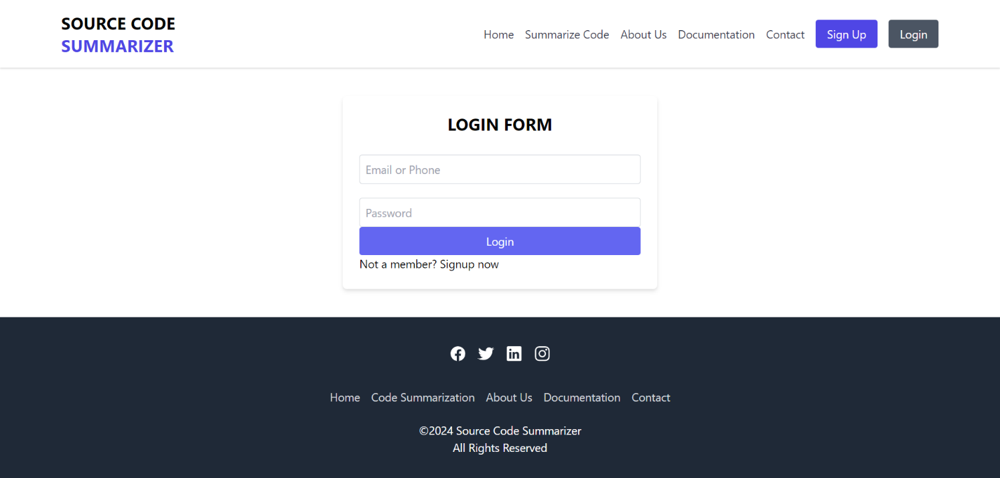 SOURCE CODE
SUMMARIZER
Home Summarize Code About Us Documentation Contact Sign Up Login
LOGIN FORM
Email or Phone
Password
Login
Not a member? Signup now
Home Code Summarization About Us Documentation Contact
©2024 Source Code Summarizer
All Rights Reserved